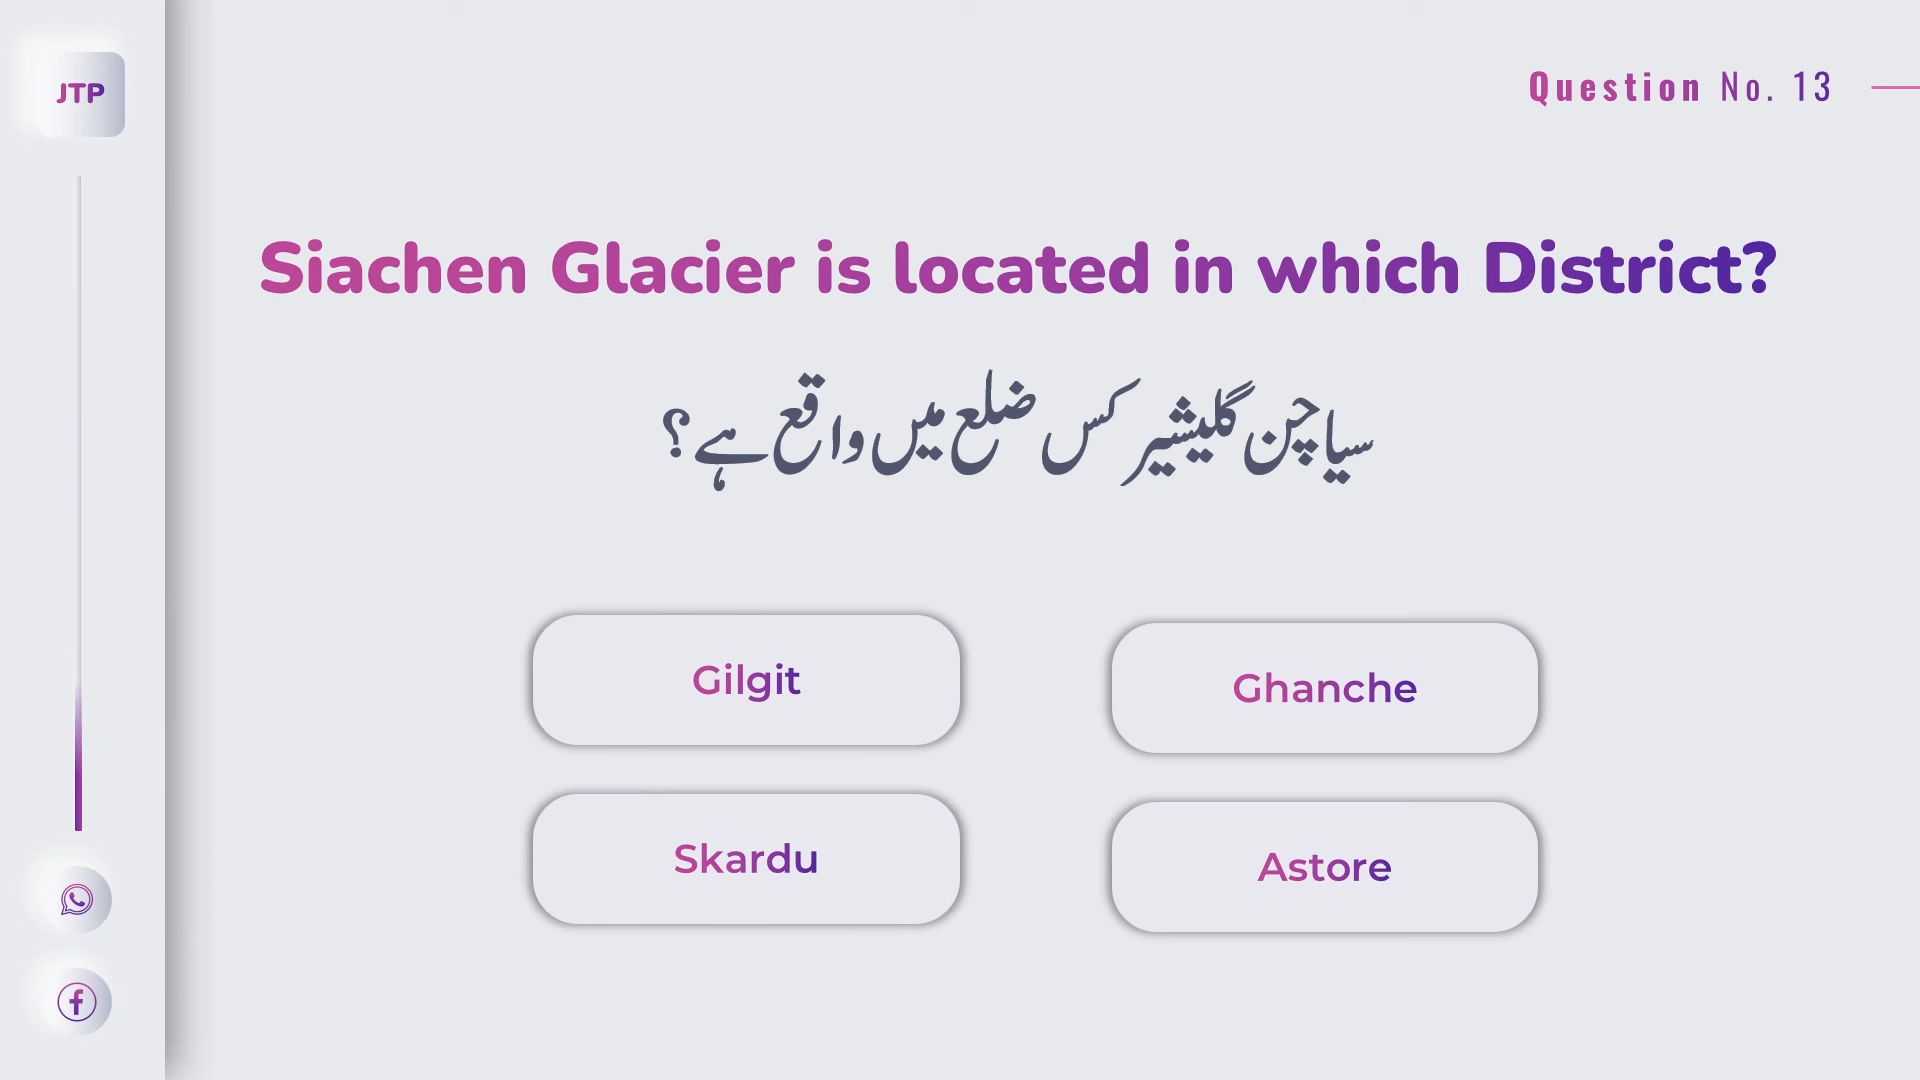 JTP
Question No. 13
Siachen Glacier is located in which District?
سیاچن گلیشیر کس ضلع میں واقع ہے؟
Gilgit
Ghanche
Skardu
Astore